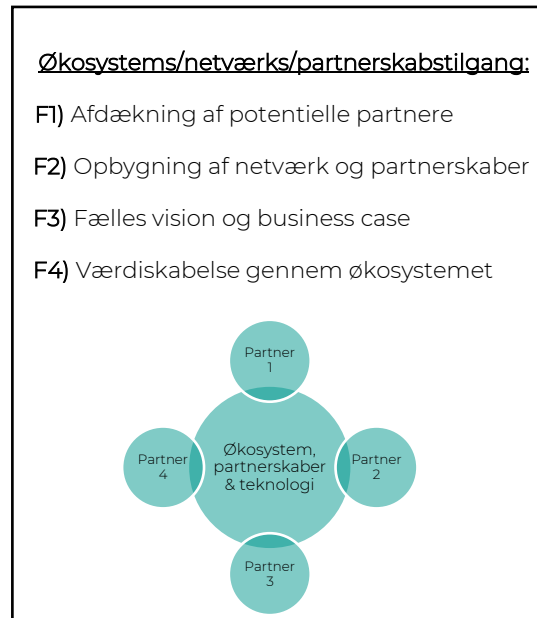 Økosystems/netværks/partnerskabstilgang:
F1) Afdækning af potentielle partnere
F2) Opbygning af netværk og partnerskaber
F3) Fælles vision og business case
F4) Værdiskabelse gennem økosystemet
Partner
1
Økosystem,
partnerskaber
& teknologi
Partner
4
Partner
2
Partner
3